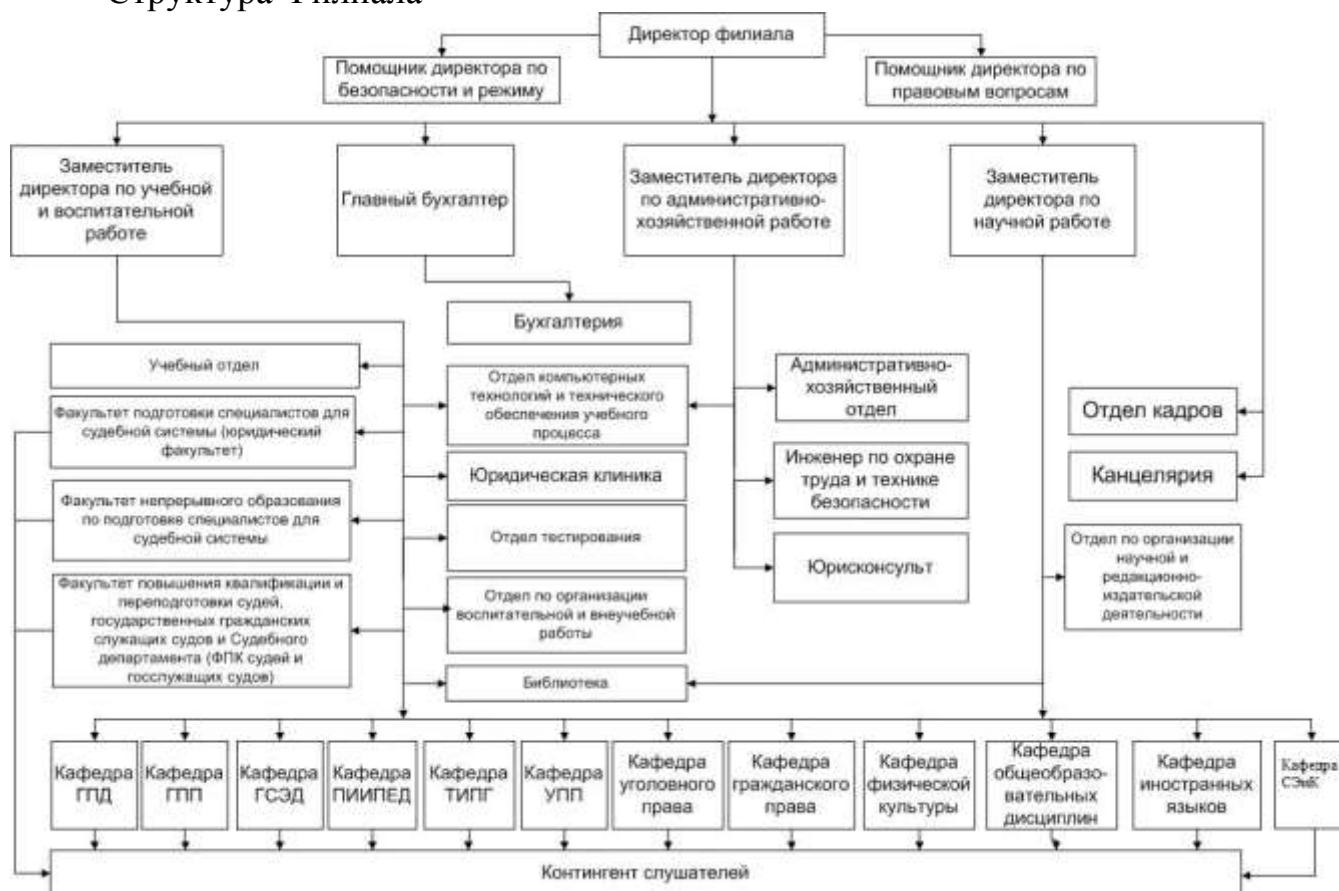 Структура Филиала
Директор филиала
Помощник директора по
безопасности и режиму
Помощник директора по
правовым вопросам
Заместитель
директора по учебной
и воспитательной
работе
Главный бухгалтер
Заместитель директора
по административно-
хозяйственной работе
Заместитель
директора по
научной работе
Бухгалтерия
Учебный отдел
Отдел компьютерных
технологий и технического
обеспечения учебного
процесса
Административно-
хозяйственный
отдел
Отдел кадров
Факультет подготовки специалистов для
судебной системы (юридический
факультет)
Юридическая клиника
Инженер по охране
труда и технике
безопасности
Канцелярия
Факультет непрерывного образования
по подготовке специалистов для
судебной системы
Отдел тестирования
Юрисконсульт
Отдел по организации
научной и
редакционно-
издательской
деятельности
Факультет повышения квалификации и
переподготовки судей,
государственных гражданских
служащих судов и Судебного
департамента (ФПК судей и
госслужащих судов)
Отдел по организации
воспитательной и внеучебной
работы
Библиотека
Кафедра
ГПД
Кафедра
ГПП
Кафедра
ГСЭД
Кафедра
ПИИПЕД
Кафедра
ТИПГ
Кафедра
УПП
Кафедра
уголовного
права
Кафедра
гражданского
права
Кафедра
физической
культуры
Кафедра
общеобразо-
вательных
дисциплин
Кафедра
иностранных
языков
Кафедра
СЭиК
Контингент слушателей